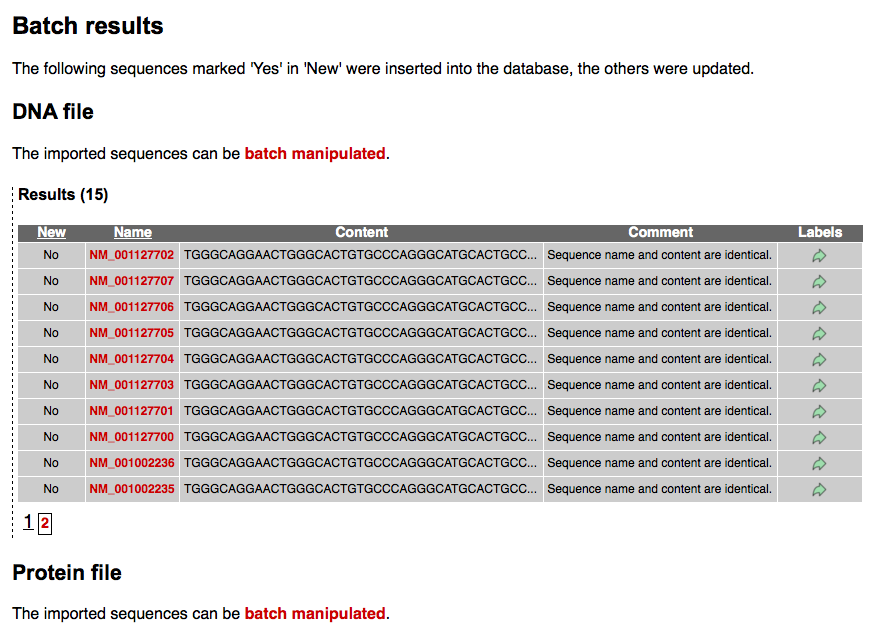 Batch results
The following sequences marked 'Yes' in 'New' were inserted into the database, the others were updated.
DNA file
The imported sequences can be batch manipulated.
Results (15)
New Name Content Comment Labels
No NM_001127702 TGGGCAGGAACTGGGCACTGTGCCCAGGGCATGCACTGCC... Sequence name and content are identical.
No NM_001127707 TGGGCAGGAACTGGGCACTGTGCCCAGGGCATGCACTGCC... Sequence name and content are identical.
No NM_001127706 TGGGCAGGAACTGGGCACTGTGCCCAGGGCATGCACTGCC... Sequence name and content are identical.
No NM_001127705 TGGGCAGGAACTGGGCACTGTGCCCAGGGCATGCACTGCC... Sequence name and content are identical.
No NM_001127704 TGGGCAGGAACTGGGCACTGTGCCCAGGGCATGCACTGCC... Sequence name and content are identical.
No NM_001127703 TGGGCAGGAACTGGGCACTGTGCCCAGGGCATGCACTGCC... Sequence name and content are identical.
No NM_001127701 TGGGCAGGAACTGGGCACTGTGCCCAGGGCATGCACTGCC... Sequence name and content are identical.
No NM_001127700 TGGGCAGGAACTGGGCACTGTGCCCAGGGCATGCACTGCC... Sequence name and content are identical.
No NM_001002236 TGGGCAGGAACTGGGCACTGTGCCCAGGGCATGCACTGCC... Sequence name and content are identical.
No NM_001002235 TGGGCAGGAACTGGGCACTGTGCCCAGGGCATGCACTGCC... Sequence name and content are identical.
1 2
Protein file
The imported sequences can be batch manipulated.